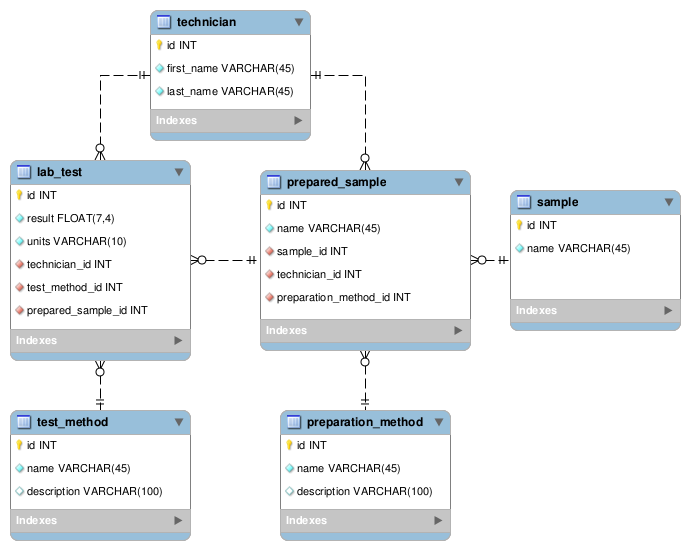 technician
id INT
first_name VARCHAR(45)
last_name VARCHAR(45)
Indexes
lab_test
id INT
result FLOAT(7,4)
units VARCHAR(10)
technician_id INT
test_method_id INT
prepared_sample_id INT
Indexes
prepared_sample
id INT
name VARCHAR(45)
sample_id INT
technician_id INT
preparation_method_id INT
Indexes
sample
id INT
name VARCHAR(45)
Indexes
test_method
id INT
name VARCHAR(45)
description VARCHAR(100)
Indexes
preparation_method
id INT
name VARCHAR(45)
description VARCHAR(100)
Indexes